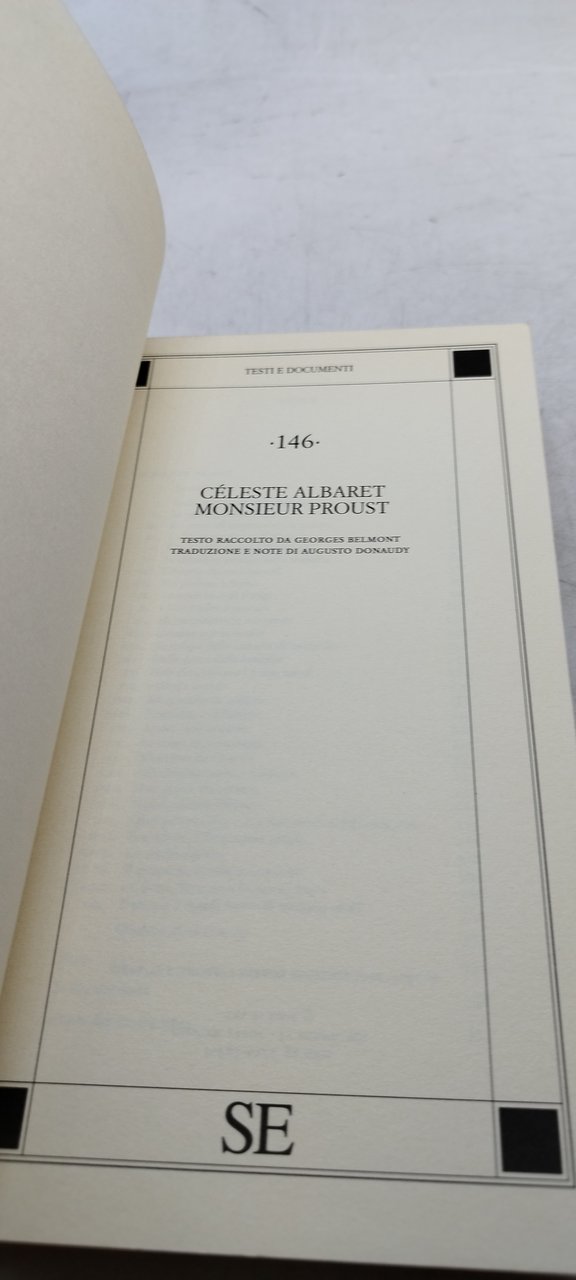 TESTI E DOCUMENTI
·146·
CÉLESTE ALBARET
MONSIEUR PROUST
TESTO RACCOLTO DA GEORGES BELMONT
TRADUZIONE E NOTE DI AUGUSTO DONAUDY
SE